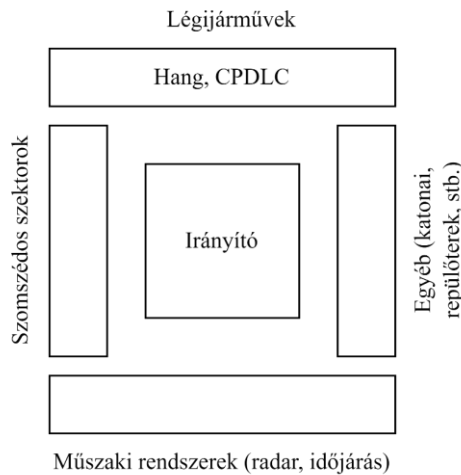 Légijárművek
Hang, CPDLC
Szomszédos szektorok
Irányító
Egyéb (katonai,
repülőterek, stb.)
Műszaki rendszerek (radar, időjárás)